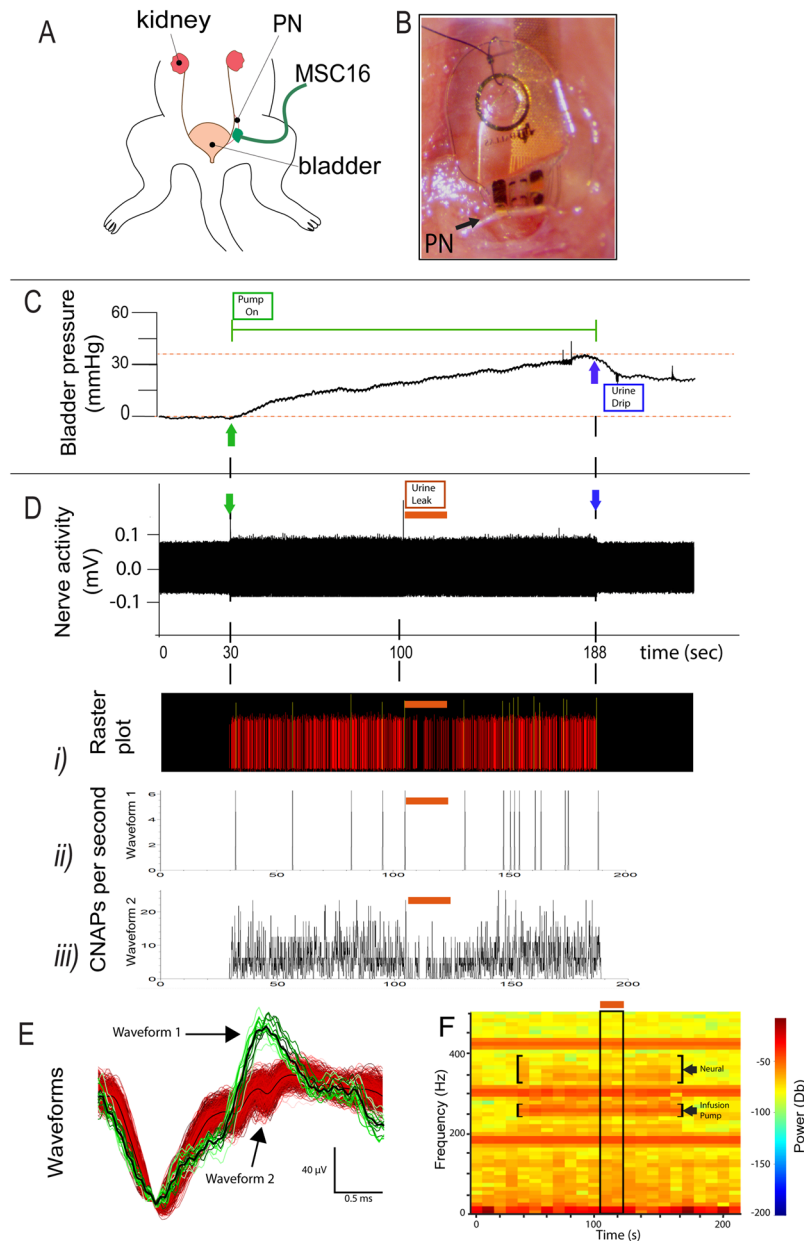 A
kidney
PN
MSC16
bladder
B
PN
C
Bladder pressure
(mmHg)
60
30
0
Pump
On
Urine
Drip
D
Nerve activity
(mV)
0.1
0.0
-0.1
Urine
Leak
0
30
100
188
time (sec)
i)
Raster
plot
ii)
iii)
CNAPs per second
Waveform 1
6
4
2
0
50
100
150
200
Waveform 2
20
10
0
0
50
100
150
200
E
Waveforms
Waveform 1
Waveform 2
40 µV
0.5 ms
F
Frequency (Hz)
400
200
0
Neural
Infusion
Pump
0
100
200
Time (s)
Power (Db)
-50
-100
-150
-200